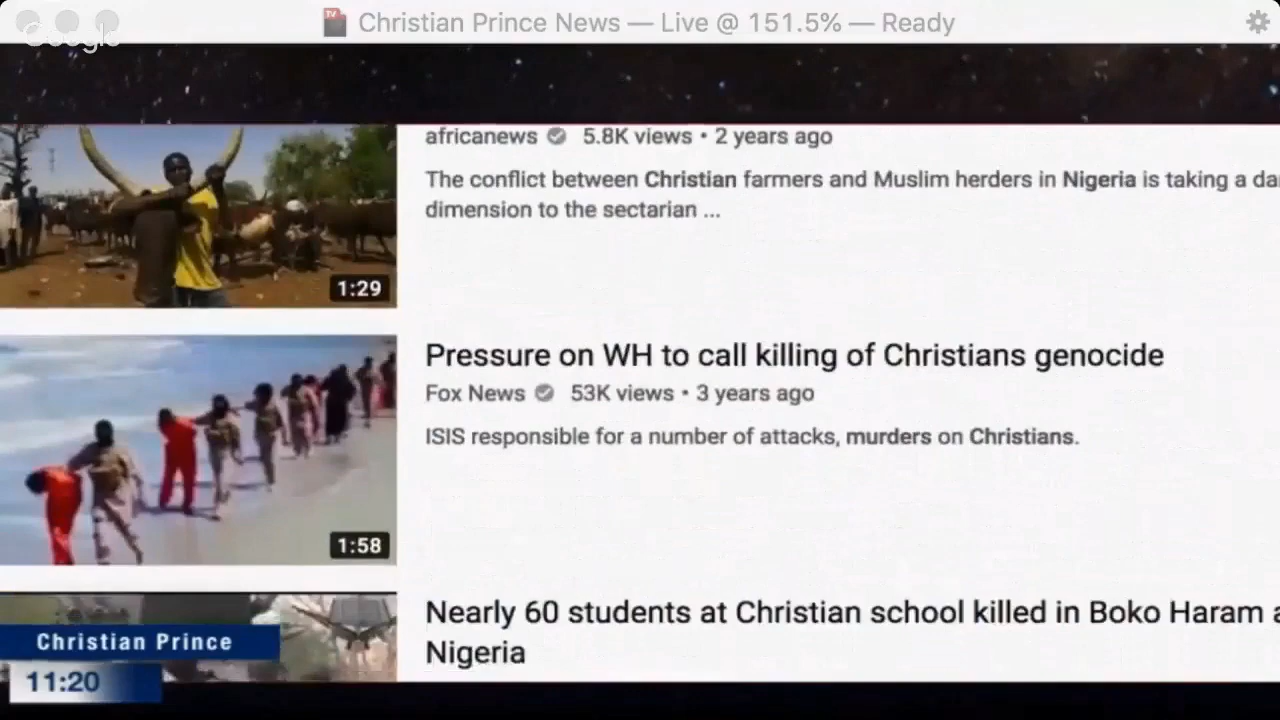 Christian Prince News — Live @ 151.5% — Ready
Google
africanews 5.8K views • 2 years ago
The conflict between Christian farmers and Muslim herders in Nigeria is taking a
dimension to the sectarian ...
1:29
Pressure on WH to call killing of Christians genocide
Fox News 53K views • 3 years ago
ISIS responsible for a number of attacks, murders on Christians.
1:58
Nearly 60 students at Christian school killed in Boko Haram
Nigeria
Christian Prince
11:20